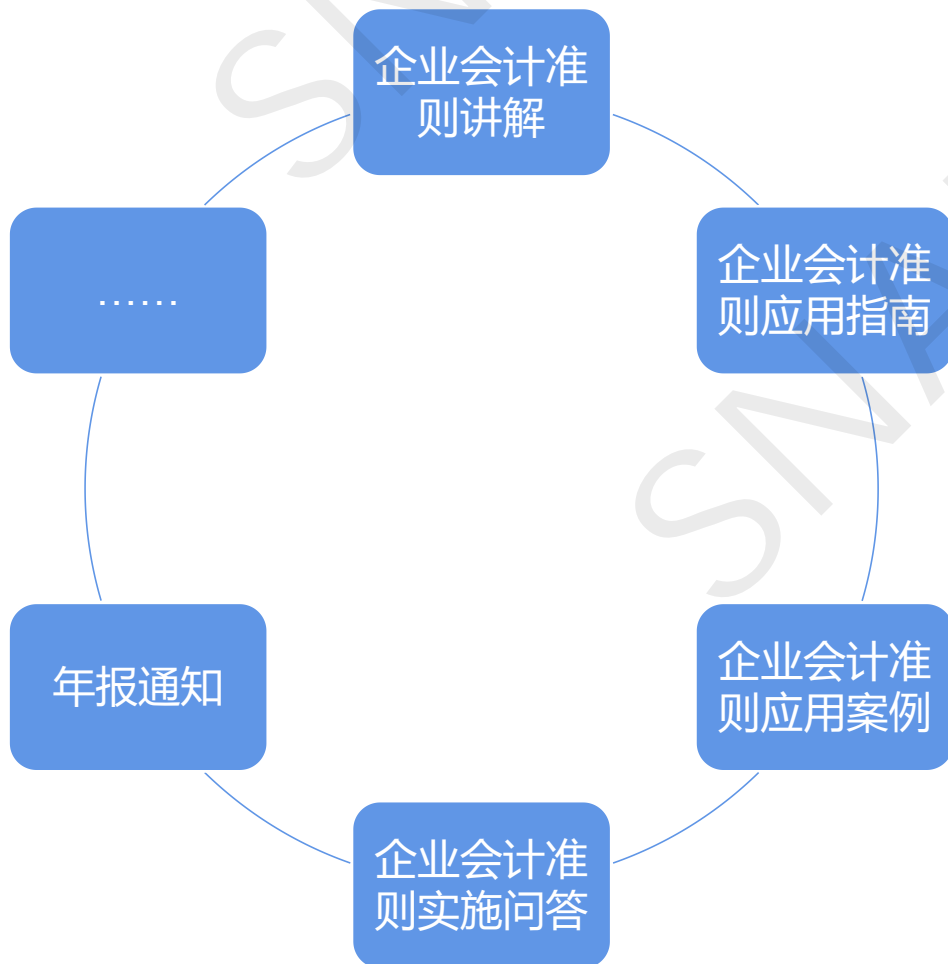 企业会计准
则讲解
企业会计准
则应用指南
企业会计准
则应用案例
企业会计准
则实施问答
年报通知
......